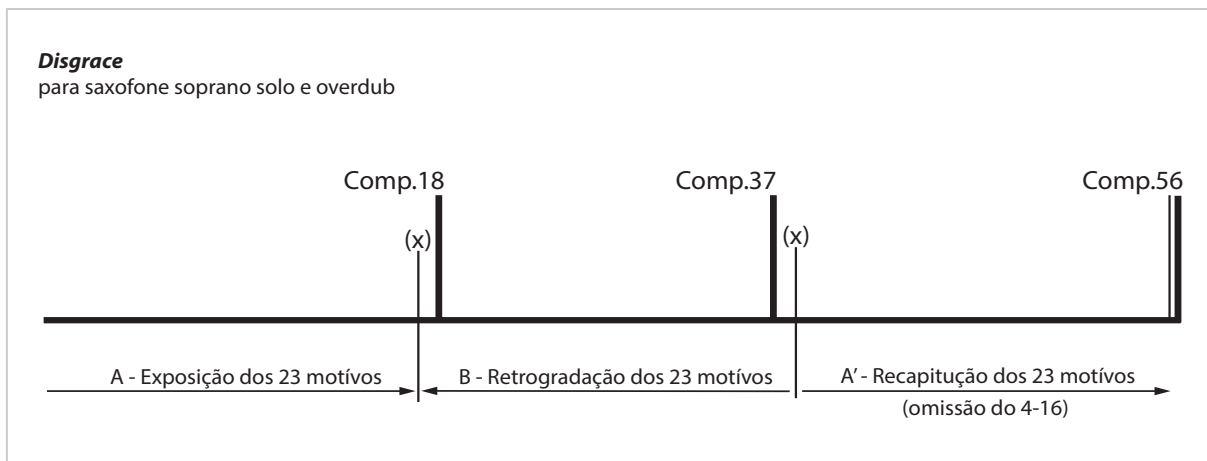 Disgrace
para saxofone soprano solo e overdub
Comp.18
Comp.37
Comp.56
(x)
(x)
A - Exposição dos 23 motívos
B - Retrogradação dos 23 motívos
A' - Recapitução dos 23 motívos
(omissão do 4-16)